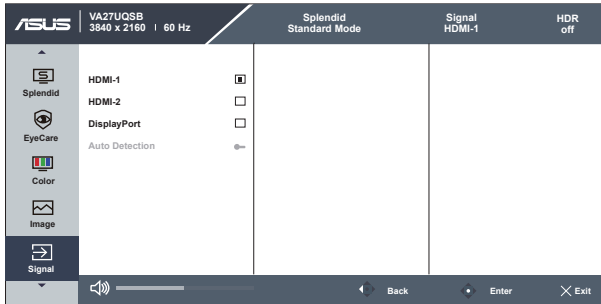 ASUS
VA27UQSB
3840 x 2160 | 60 Hz
Splendid
Standard Mode
Signal
HDMI-1
HDR
off
Splendid
EyeCare
Color
Image
Signal
HDMI-1
HDMI-2
DisplayPort
Auto Detection
Back
Enter
Exit